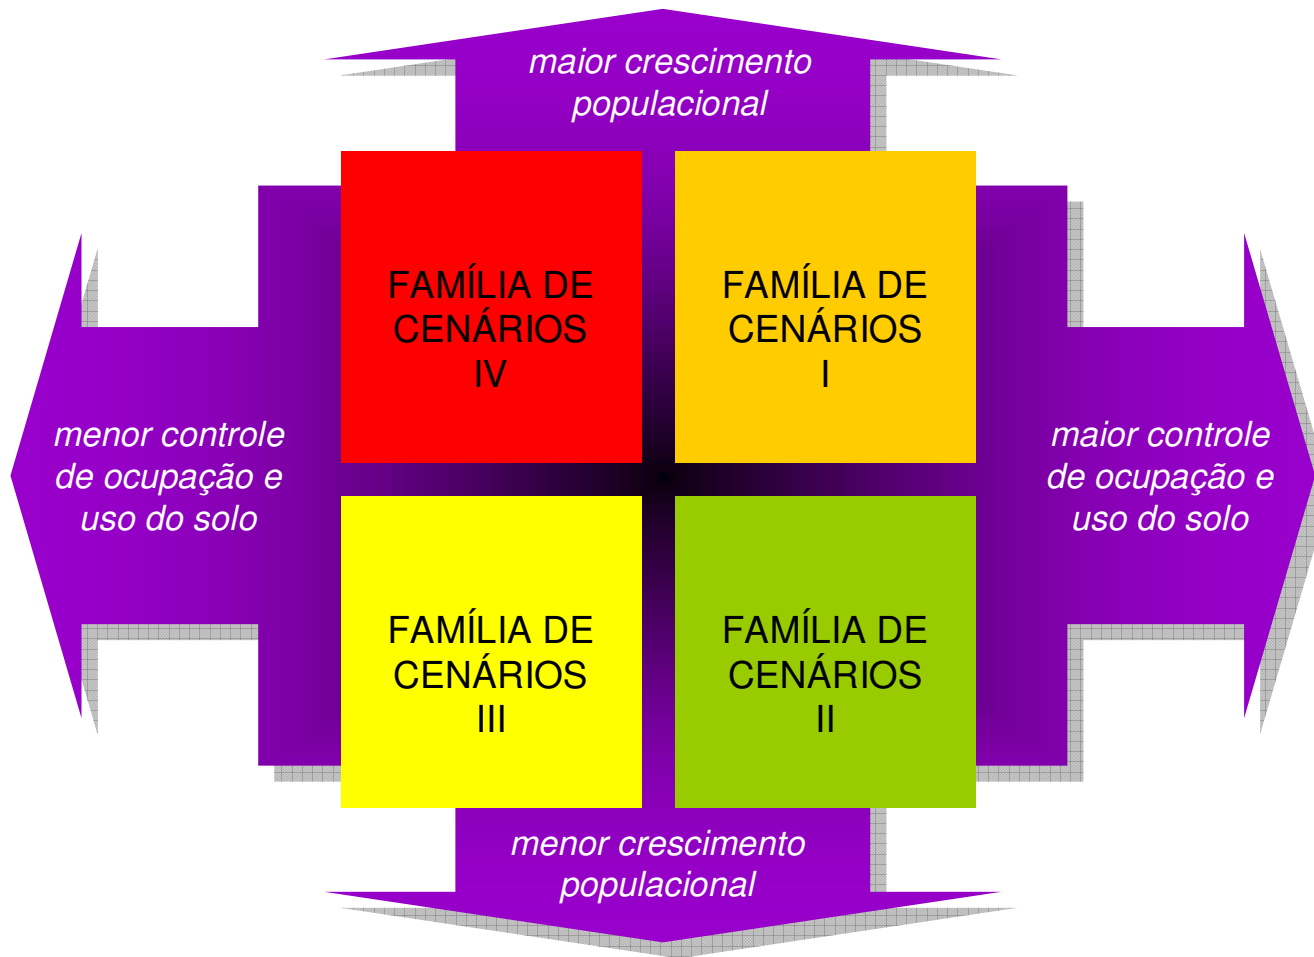 maior crescimento
populacional
FAMÍLIA DE
CENÁRIOS
IV
FAMÍLIA DE
CENÁRIOS
I
menor controle
de ocupação e
uso do solo
maior controle
de ocupação e
uso do solo
FAMÍLIA DE
CENÁRIOS
III
FAMÍLIA DE
CENÁRIOS
II
menor crescimento
populacional